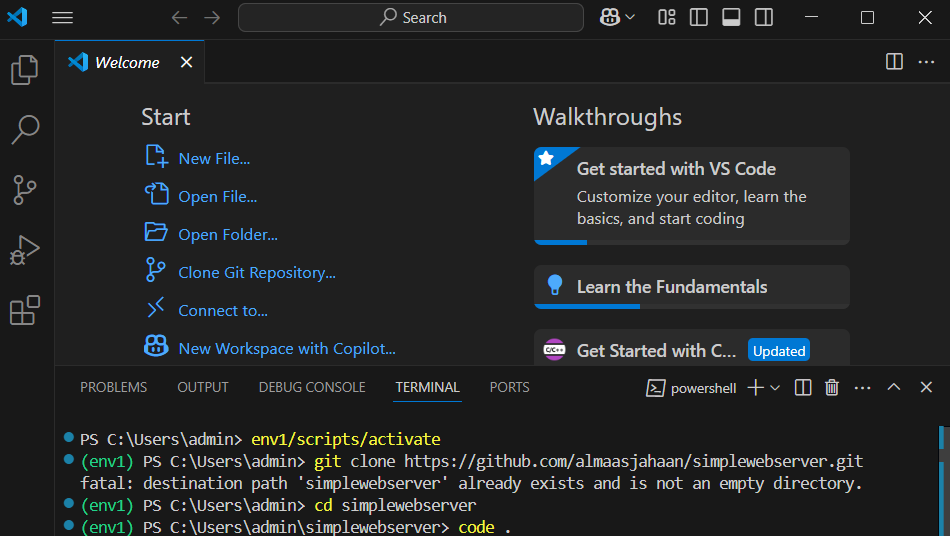 Search
Welcome
Start
New File...
Open File...
Open Folder...
Clone Git Repository...
Connect to...
New Workspace with Copilot...
Walkthroughs
Get started with VS Code
Customize your editor, learn the
basics, and start coding
Learn the Fundamentals
C/C++ Get Started with C... Updated
PROBLEMS OUTPUT DEBUG CONSOLE TERMINAL PORTS powershell
PS C:\Users\admin> env1/scripts/activate
(env1) PS C:\Users\admin> git clone https://github.com/almaasjahaan/simplewebserver.git
fatal: destination path 'simplewebserver' already exists and is not an empty directory.
(env1) PS C:\Users\admin> cd simplewebserver
(env1) PS C:\Users\admin\simplewebserver> code .